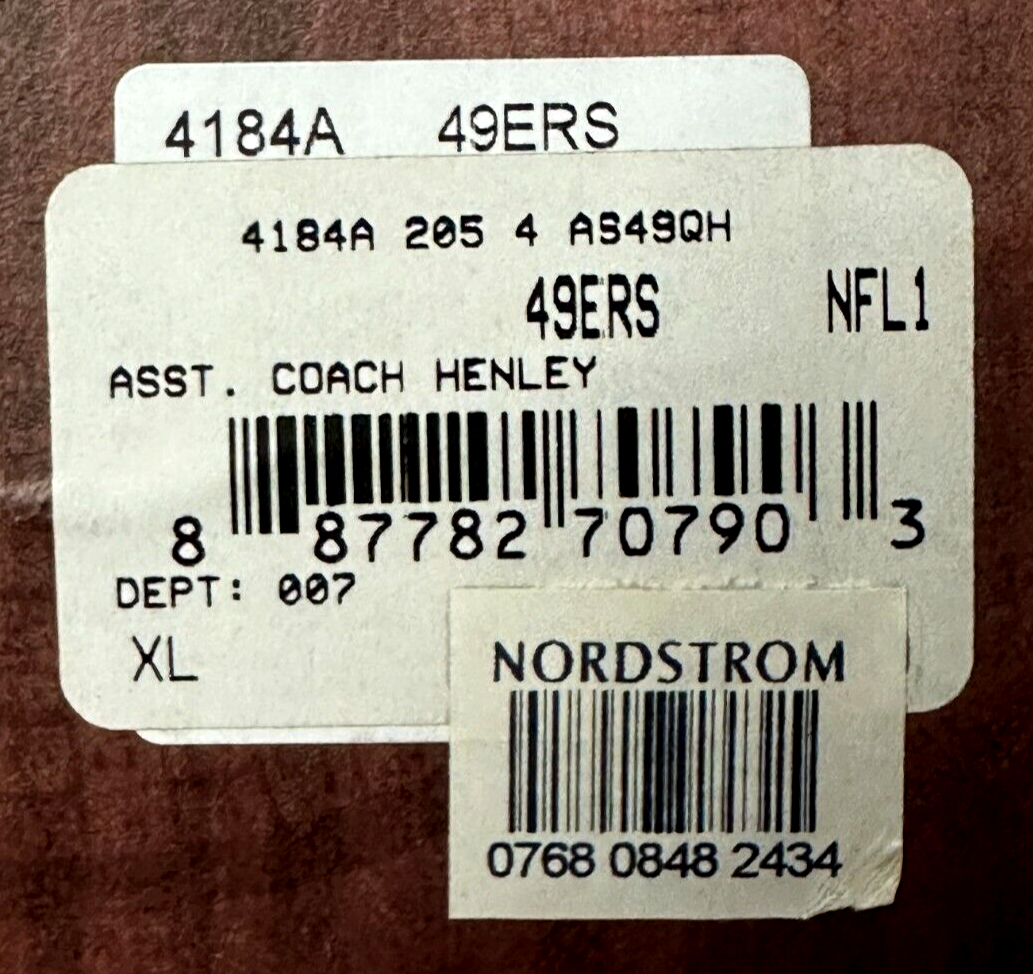 4184A 49ERS
4184A 205 4 AS49QH
49ERS NFL1
ASST. COACH HENLEY
8 87782 70790 3
DEPT: 007
XL
NORDSTROM
0768 0848 2434